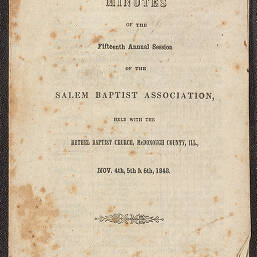 MINUTES
OF THE
Fifteenth Annual Session
OF THE
SALEM BAPTIST ASSOCIATION,
HELD WITH THE
BETHEL BAPTIST CHURCH, McDONOUGH COUNTY, ILL.,
NOV. 4th, 5th & 6th, 1848.